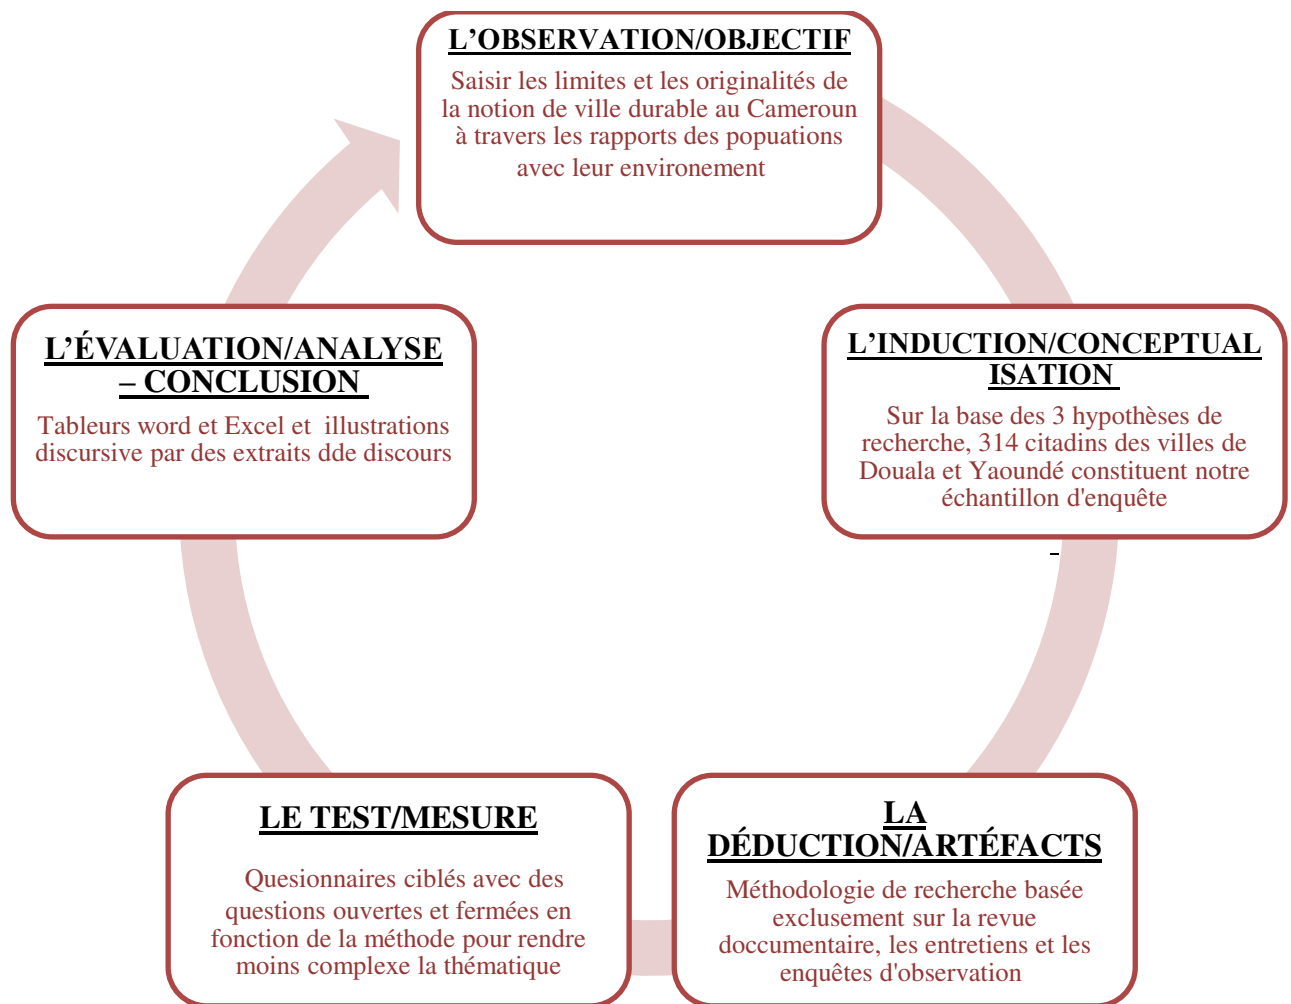 L’OBSERVATION/OBJECTIF
Saisir les limites et les originalités de
la notion de ville durable au Cameroun
à travers les rapports des popuations
avec leur environement
L’INDUCTION/CONCEPTUAL
ISATION
Sur la base des 3 hypothèses de
recherche, 314 citadins des villes de
Douala et Yaoundé constituent notre
échantillon d'enquête
LA
DÉDUCTION/ARTÉFACTS
Méthodologie de recherche basée
exclusement sur la revue
doccumentaire, les entretiens et les
enquêtes d'observation
LE TEST/MESURE
Quesionnaires ciblés avec des
questions ouvertes et fermées en
fonction de la méthode pour rendre
moins complexe la thématique
L’ÉVALUATION/ANALYSE
– CONCLUSION
Tableurs word et Excel et illustrations
discursive par des extraits dde discours